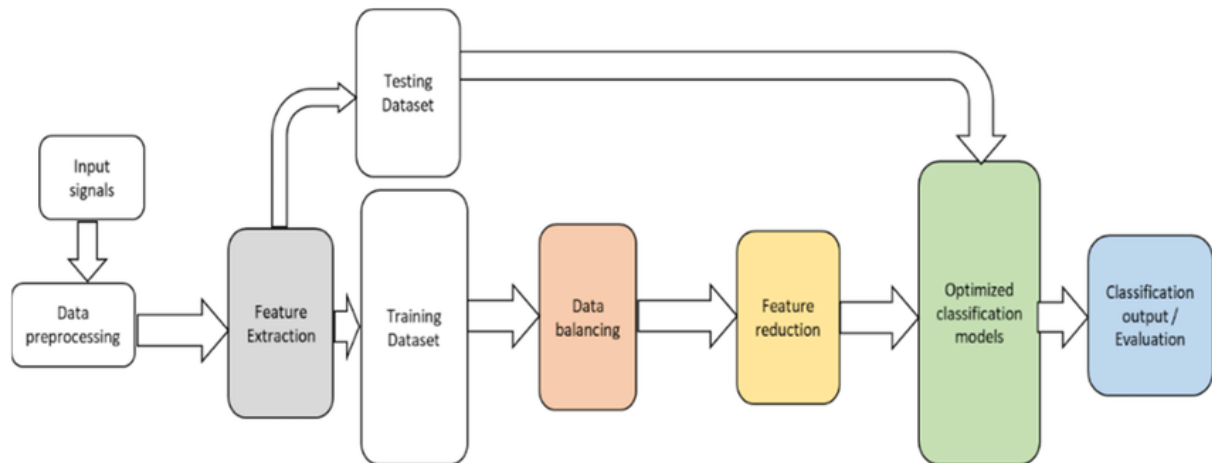 Input
signals
Data
preprocessing
Feature
Extraction
Testing
Dataset
Training
Dataset
Data
balancing
Feature
reduction
Optimized
classification
models
Classification
output /
Evaluation